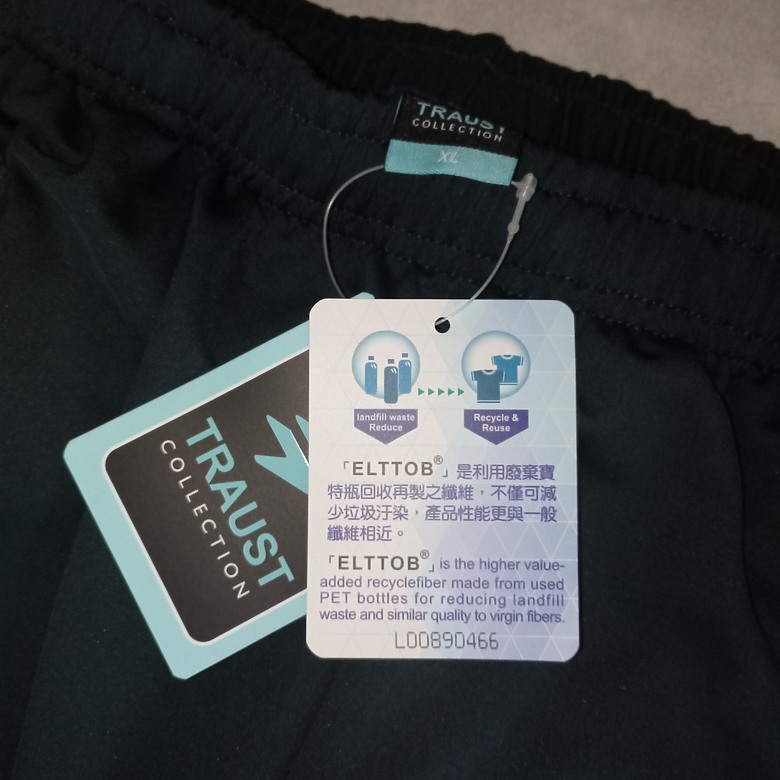 TRAUST
COLLECTION
XL
TRAUST
COLLECTION
landfill waste
Reduce
Recycle &
Reuse
「ELTTOB®」是利用廢棄寶
特瓶回收再製之纖維，不僅可減
少垃圾汙染，產品性能更與一般
纖維相近。
「ELTTOB®」is the higher value-
added recyclefiber made from used
PET bottles for reducing landfill
waste and similar quality to virgin fibers.
L00890466